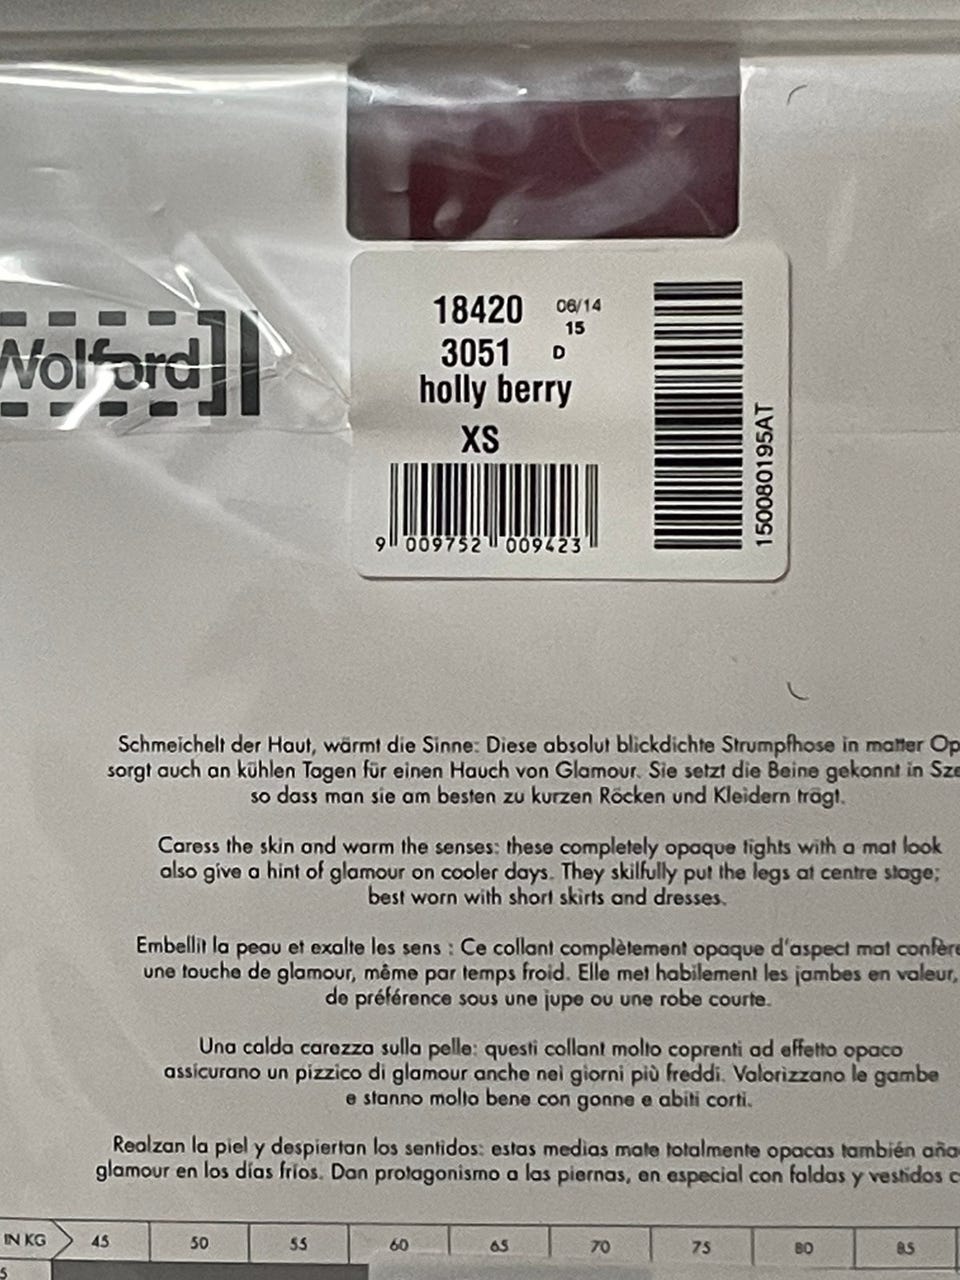 Wolford
18420 06/14
15
3051 D
holly berry
XS
9 009752 009423
150080195AT
Schmeichelt der Haut, wärmt die Sinne: Diese absolut blickdichte Strumpfhose in matter Op
sorgt auch an kühlen Tagen für einen Hauch von Glamour. Sie setzt die Beine gekonnt in Sze
so dass man sie am besten zu kurzen Röcken und Kleidern trägt.
Caress the skin and warm the senses: these completely opaque tights with a mat look
also give a hint of glamour on cooler days. They skilfully put the legs at centre stage;
best worn with short skirts and dresses.
Embellit la peau et exalte les sens : Ce collant complètement opaque d'aspect mat confère
une touche de glamour, même par temps froid. Elle met habilement les jambes en valeur,
de préférence sous une jupe ou une robe courte.
Una calda carezza sulla pelle: questi collant molto coprenti ad effetto opaco
assicurano un pizzico di glamour anche nei giorni più freddi. Valorizzano le gambe
e stanno molto bene con gonne e abiti corti.
Realzan la piel y despiertan los sentidos: estas medias mate totalmente opacas también aña
glamour en los días fríos. Dan protagonismo a las piernas, en especial con faldas y vestidos c
IN KG 45 50 55 60 65 70 75 80 85
5